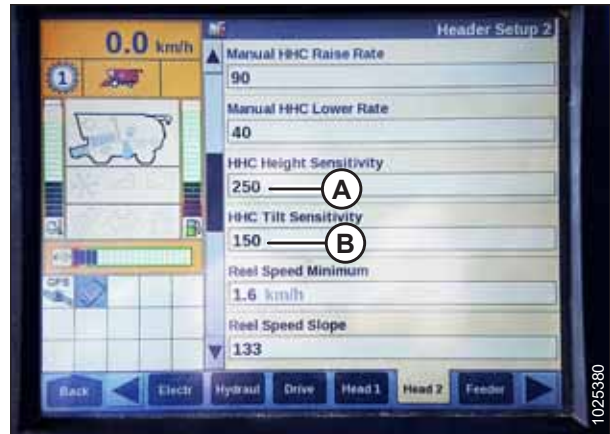 Header Setup 2
0.0 km/h
1
Manual HHC Raise Rate
90
Manual HHC Lower Rate
40
HHC Height Sensitivity
250
A
HHC Tilt Sensitivity
150
B
Reel Speed Minimum
1.6 km/h
Reel Speed Slope
133
GPS
Back
Electr
Hydraul
Drive
Head 1
Head 2
Feeder
1025380